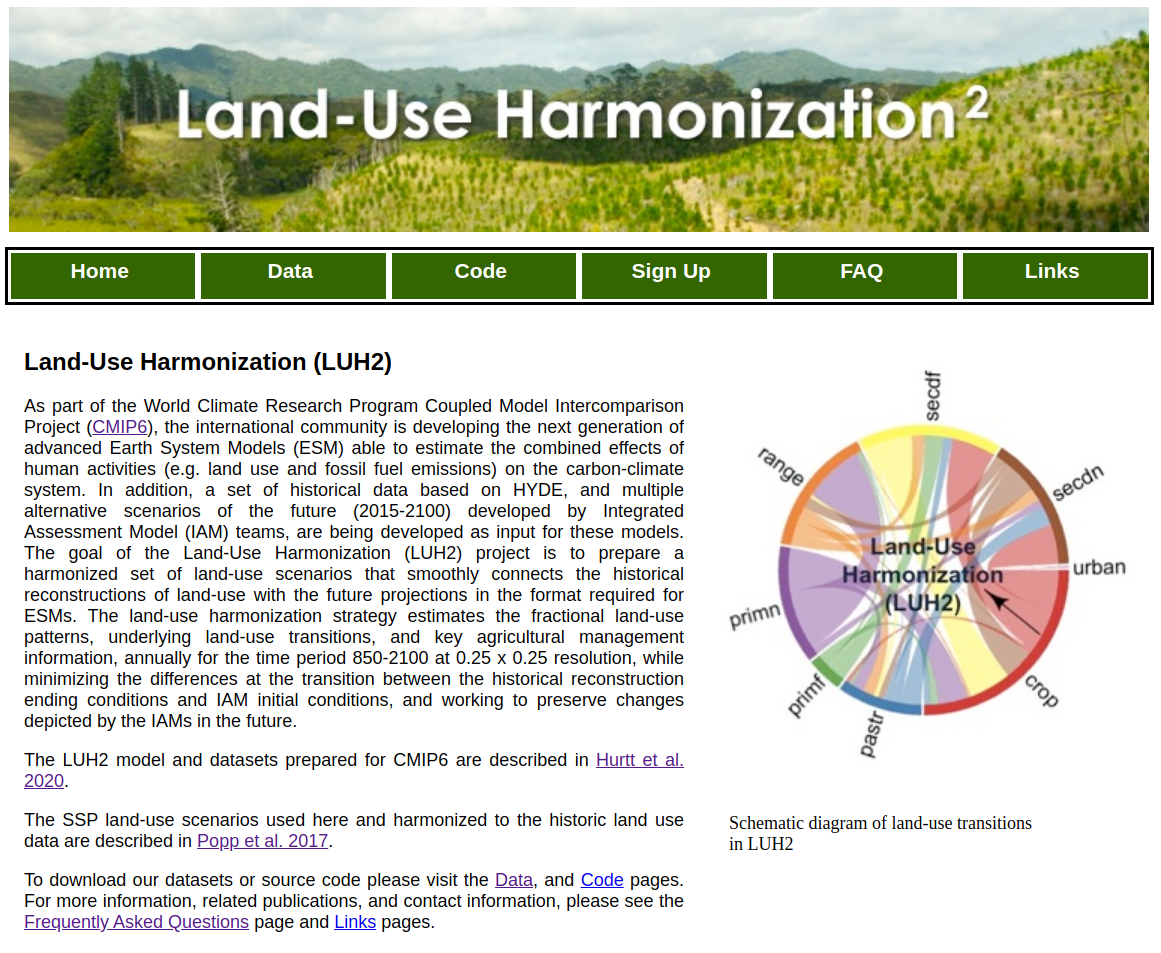 Land-Use Harmonization²
Home
Data
Code
Sign Up
FAQ
Links
Land-Use Harmonization (LUH2)
As part of the World Climate Research Program Coupled Model Intercomparison
Project (CMIP6), the international community is developing the next generation of
advanced Earth System Models (ESM) able to estimate the combined effects of
human activities (e.g. land use and fossil fuel emissions) on the carbon-climate
system. In addition, a set of historical data based on HYDE, and multiple
alternative scenarios of the future (2015-2100) developed by Integrated
Assessment Model (IAM) teams, are being developed as input for these models.
The goal of the Land-Use Harmonization (LUH2) project is to prepare a
harmonized set of land-use scenarios that smoothly connects the historical
reconstructions of land-use with the future projections in the format required for
ESMs. The land-use harmonization strategy estimates the fractional land-use
patterns, underlying land-use transitions, and key agricultural management
information, annually for the time period 850-2100 at 0.25 x 0.25 resolution, while
minimizing the differences at the transition between the historical reconstruction
ending conditions and IAM initial conditions, and working to preserve changes
depicted by the IAMs in the future.
The LUH2 model and datasets prepared for CMIP6 are described in Hurtt et al.
2020.
The SSP land-use scenarios used here and harmonized to the historic land use
data are described in Popp et al. 2017.
To download our datasets or source code please visit the Data, and Code pages.
For more information, related publications, and contact information, please see the
Frequently Asked Questions page and Links pages.
secdf
range
secdn
Land-Use
Harmonization
(LUH2)
urban
primn
primf
crop
pastr
Schematic diagram of land-use transitions
in LUH2